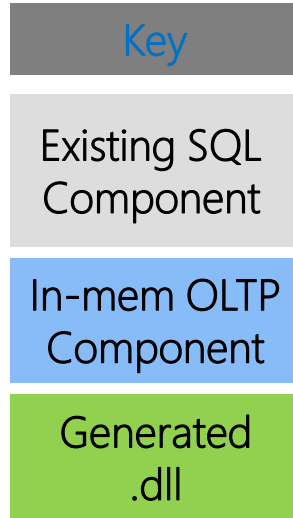 Key
Existing SQL
Component
In-mem OLTP
Component
Generated
.dll